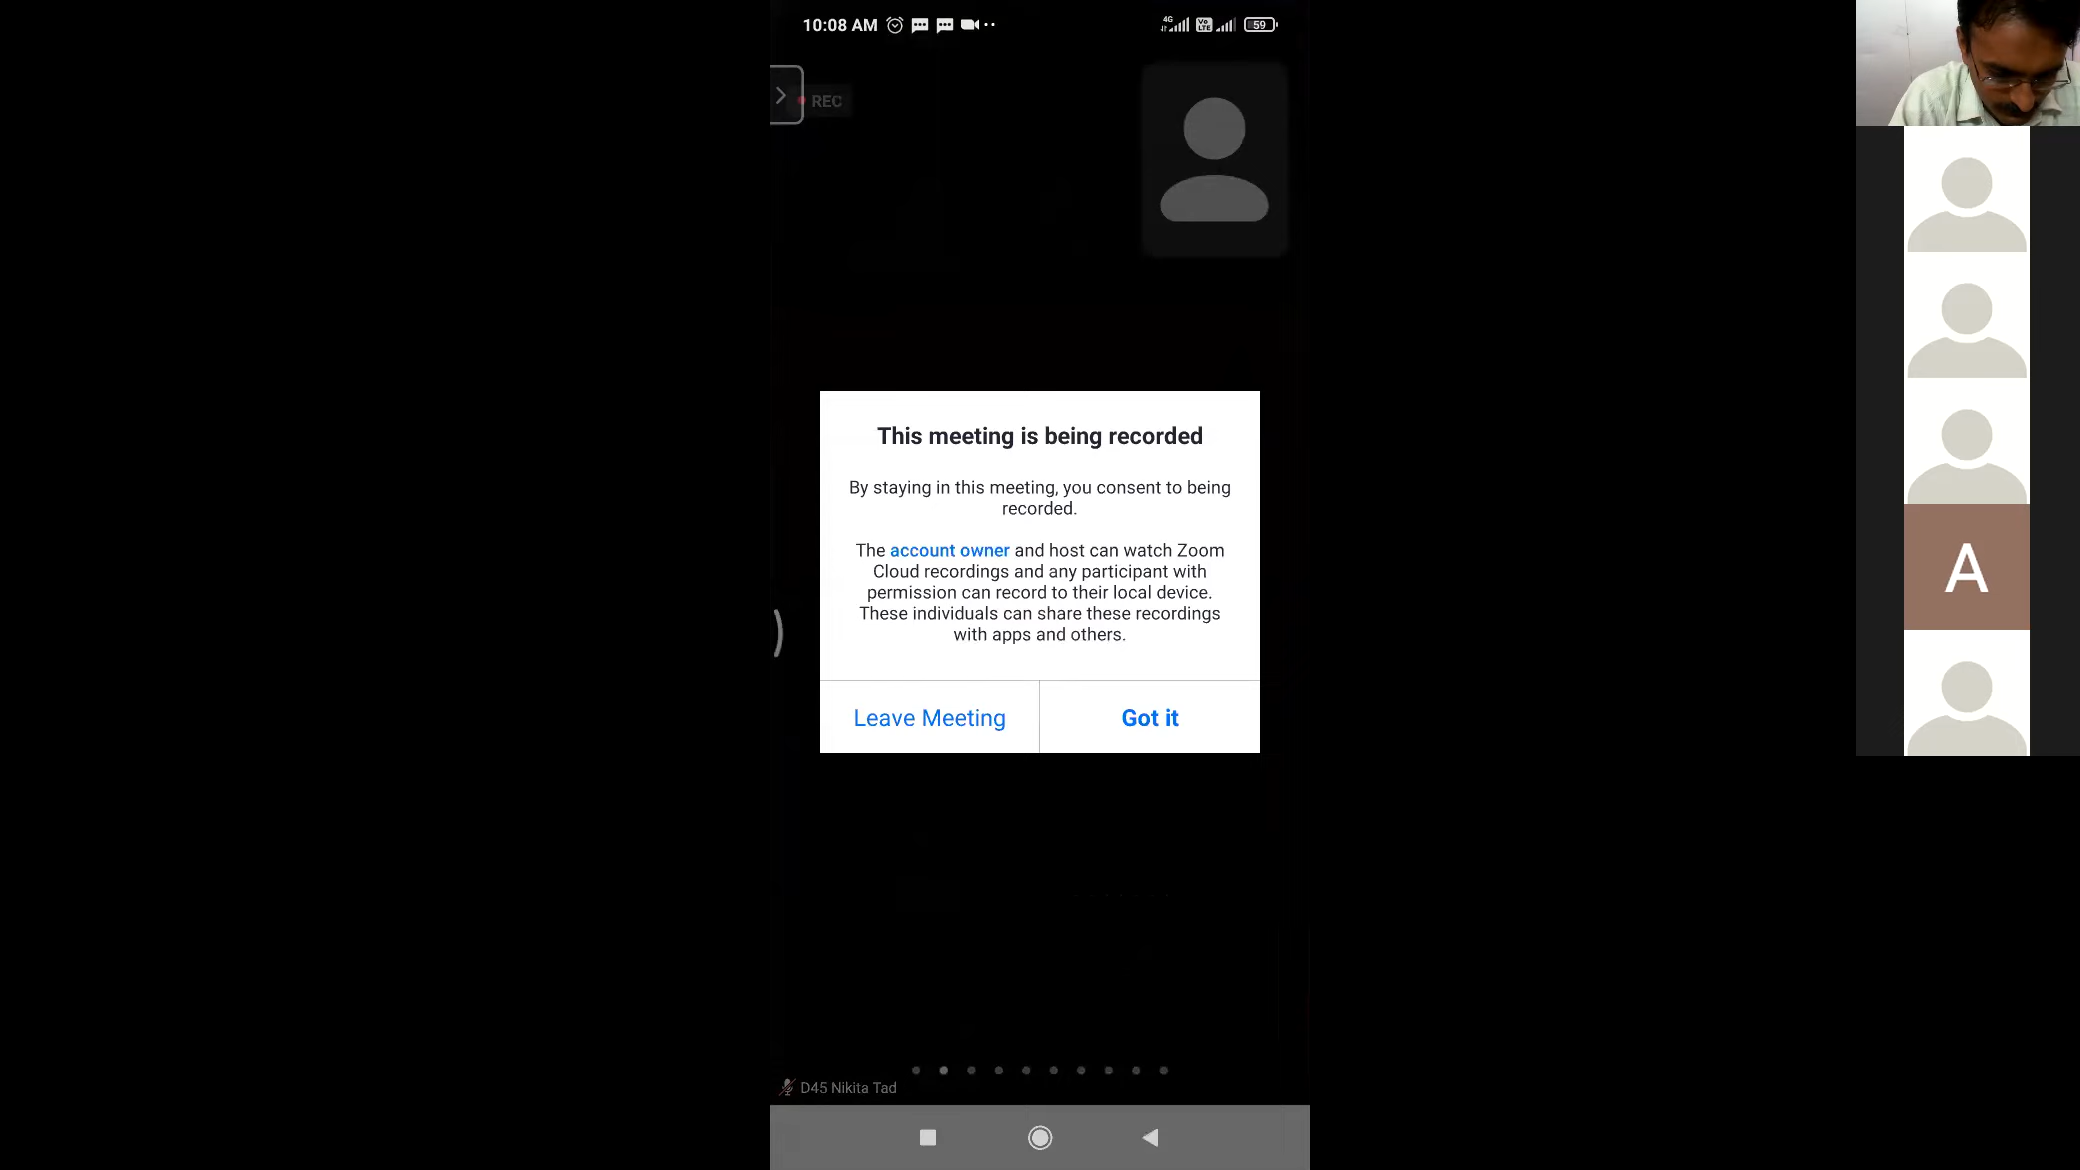 10:08 AM
4G
Vo
LTE
59
REC
This meeting is being recorded
By staying in this meeting, you consent to being
recorded.
The account owner and host can watch Zoom
Cloud recordings and any participant with
permission can record to their local device.
These individuals can share these recordings
with apps and others.
Leave Meeting
Got it
D45 Nikita Tad
A